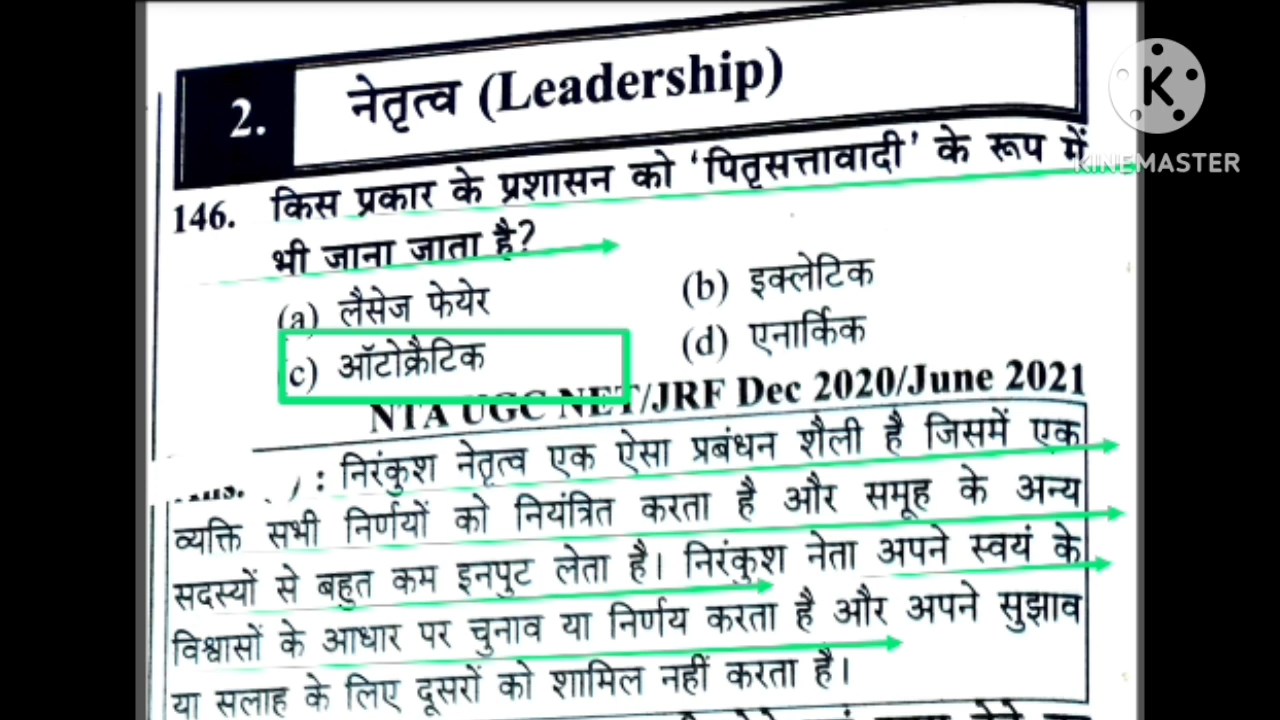 2. नेतृत्व (Leadership)
K
KINEMASTER
146. किस प्रकार के प्रशासन को 'पितृसत्तावादी' के रूप में
भी जाना जाता है?
(a) लैसेज फेयेर (b) इक्लेटिक
c) ऑटोक्रैटिक (d) एनार्किक
NTA UGC NET/JRF Dec 2020/June 2021
: निरंकुश नेतृत्व एक ऐसा प्रबंधन शैली है जिसमें एक
व्यक्ति सभी निर्णयों को नियंत्रित करता है और समूह के अन्य
सदस्यों से बहुत कम इनपुट लेता है। निरंकुश नेता अपने स्वयं के
विश्वासों के आधार पर चुनाव या निर्णय करता है और अपने सुझाव
या सलाह के लिए दूसरों को शामिल नहीं करता है।